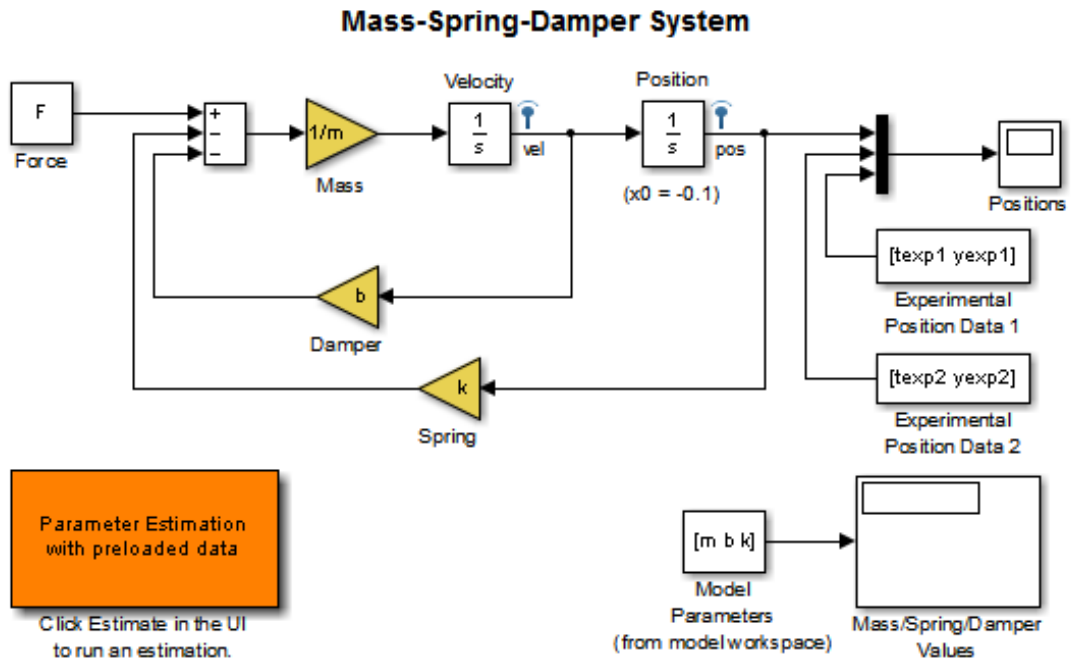 Mass-Spring-Damper System
Velocity
Position
F
+
−
−
1/m
1
s
vel
1
s
pos
Force
Mass
(x0 = -0.1)
Positions
[texp1 yexp1]
Experimental
Position Data 1
b
Damper
[texp2 yexp2]
Experimental
Position Data 2
k
Spring
Parameter Estimation
with preloaded data
Click Estimate in the UI
to run an estimation.
[m b k]
Model
Parameters
(from model workspace)
Mass/Spring/Damper
Values